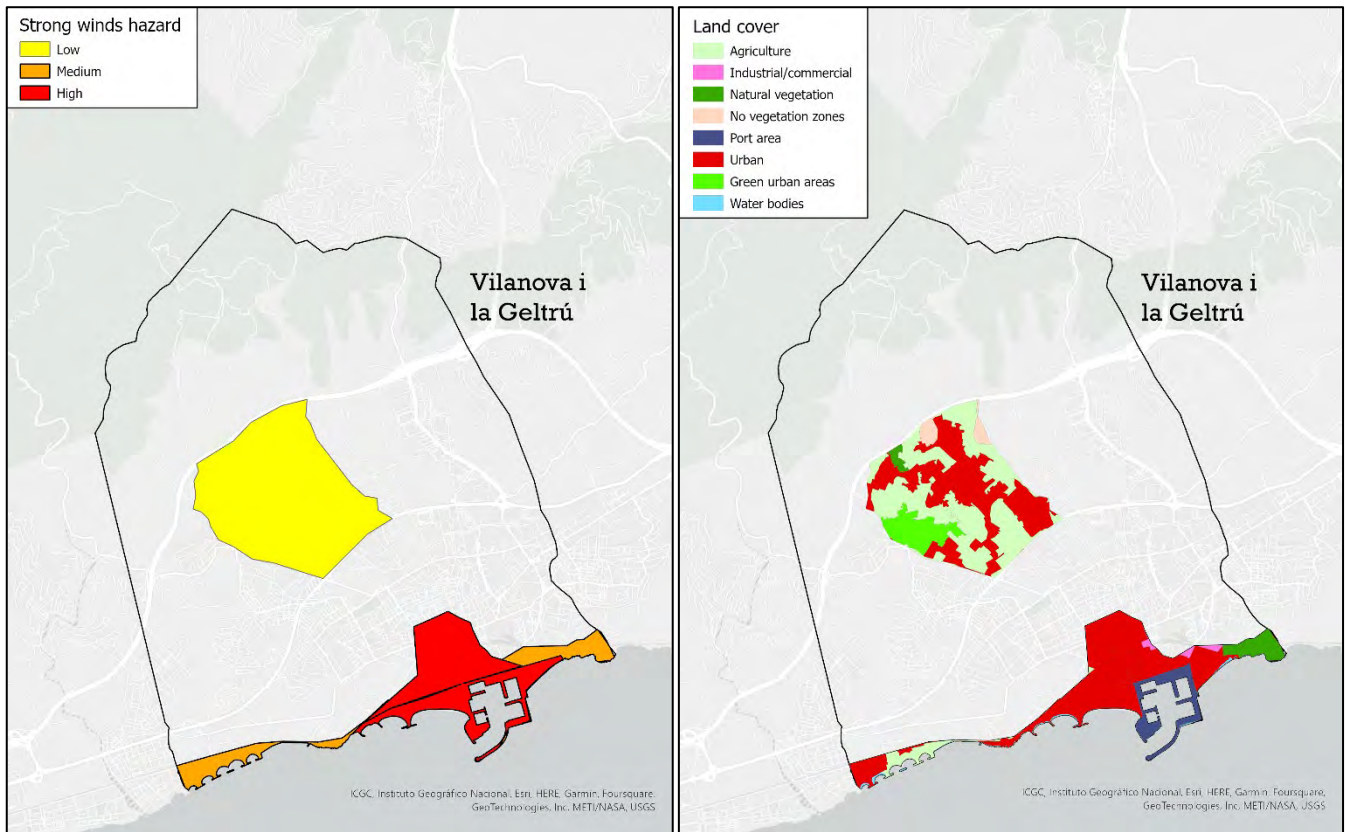 Strong winds hazard
Low
Medium
High
Vilanova i
la Geltrú
ICGC, Instituto Geográfico Nacional, Esri, HERE, Garmin, Foursquare,
GeoTechnologies, Inc, METI/NASA, USGS
Land cover
Agriculture
Industrial/commercial
Natural vegetation
No vegetation zones
Port area
Urban
Green urban areas
Water bodies
Vilanova i
la Geltrú
ICGC, Instituto Geográfico Nacional, Esri, HERE, Garmin, Foursquare,
GeoTechnologies, Inc, METI/NASA, USGS